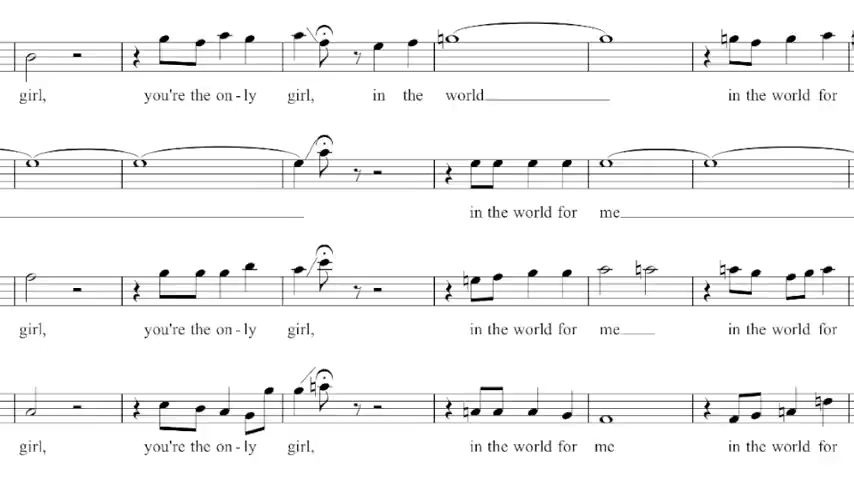 girl, you're the on - ly girl, in the world in the world for
in the world for me
girl, you're the on - ly girl, in the world for me in the world for
girl, you're the on - ly girl, in the world for me in the world for